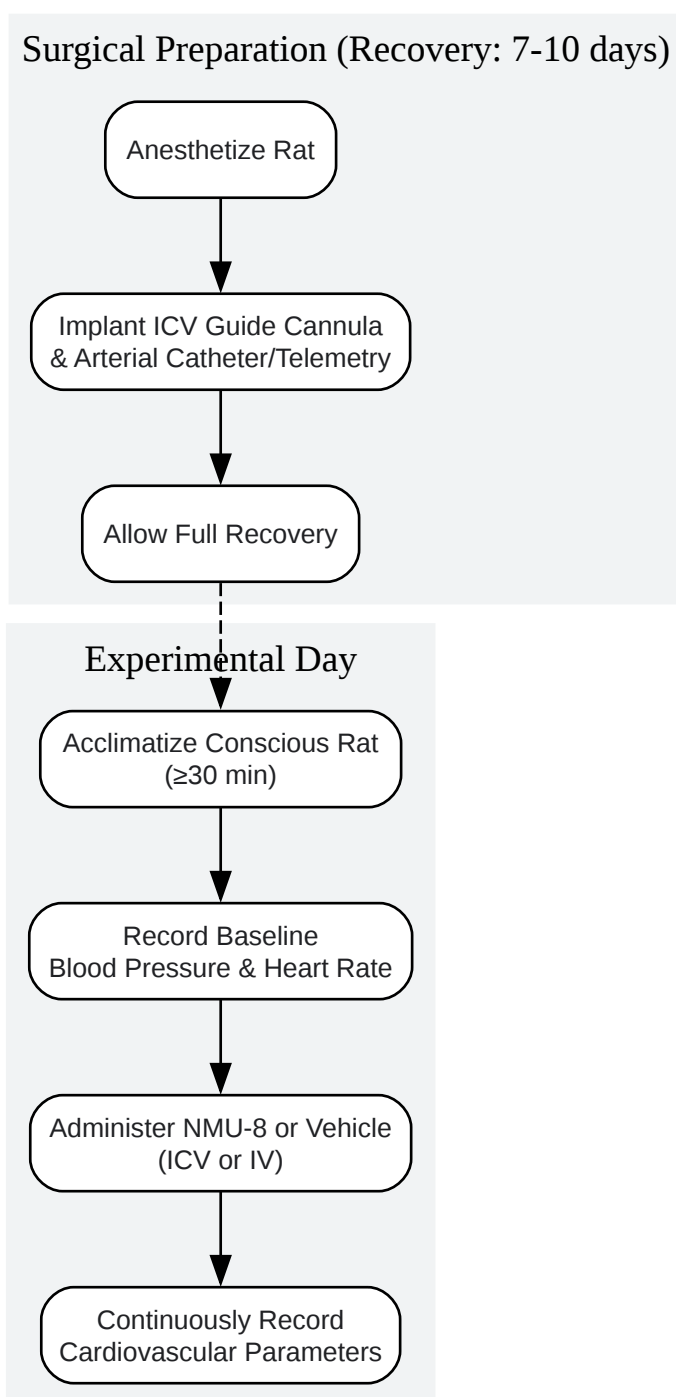 Surgical Preparation (Recovery: 7-10 days)
Anesthetize Rat
Implant ICV Guide Cannula
& Arterial Catheter/Telemetry
Allow Full Recovery
Experimental Day
Acclimatize Conscious Rat
(≥30 min)
Record Baseline
Blood Pressure & Heart Rate
Administer NMU-8 or Vehicle
(ICV or IV)
Continuously Record
Cardiovascular Parameters